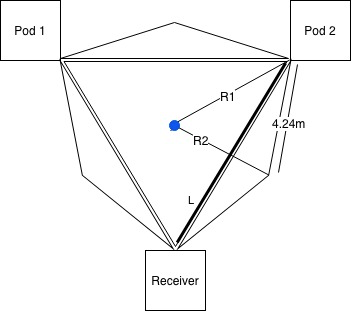 Pod 1
Pod 2
R1
4.24m
R2
L
Receiver